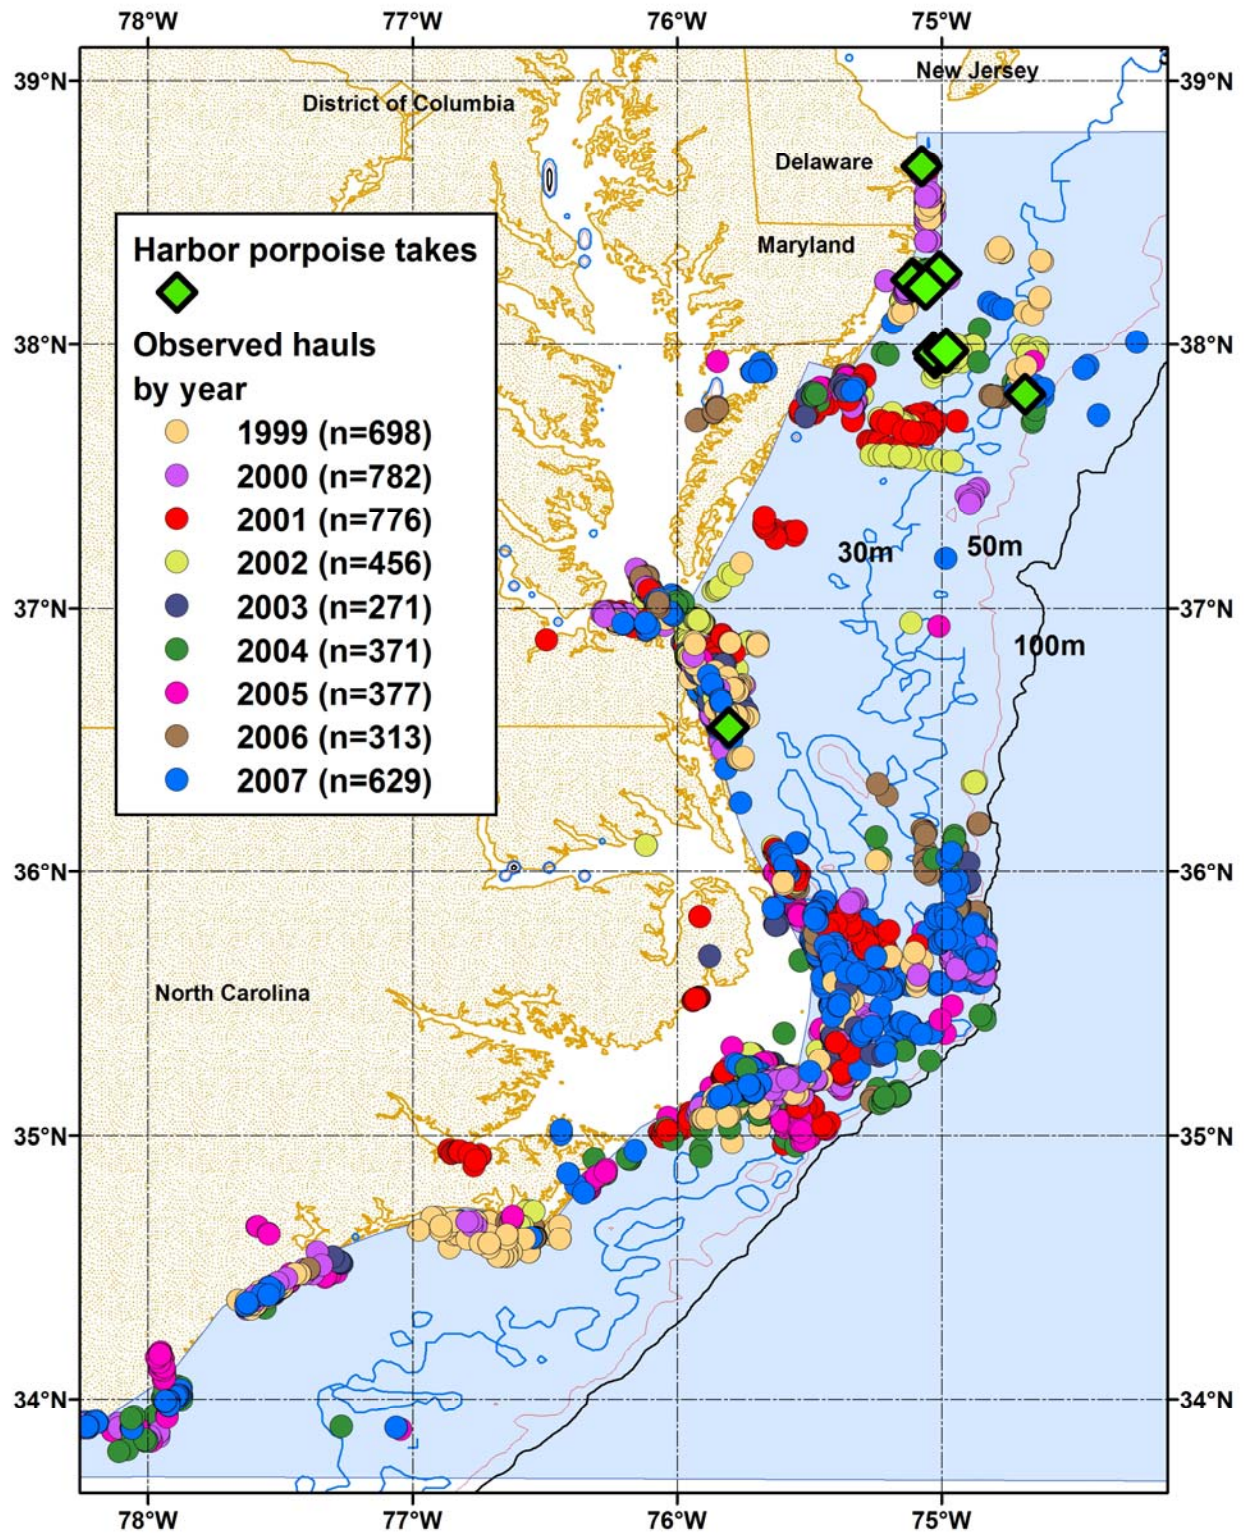 78°W 77°W 76°W 75°W
3
New Jersey
39°N 39°N
District of Columbia
Delaware
Maryland
Harbor porpoise takes
Observed hauls
by year
38°N 38°N
1999 (n=698)
2000 (n=782)
2001 (n=776)
2002 (n=456)
30m 50m
2003 (n=271)
37°N 37°N
2004 (n=371)
100m
2005 (n=377)
2006 (n=313)
2007 (n=629)
36°N 36°N
North Carolina
35°N 35°N
34°N 34°N
78°W 77°W 76°W 75°W